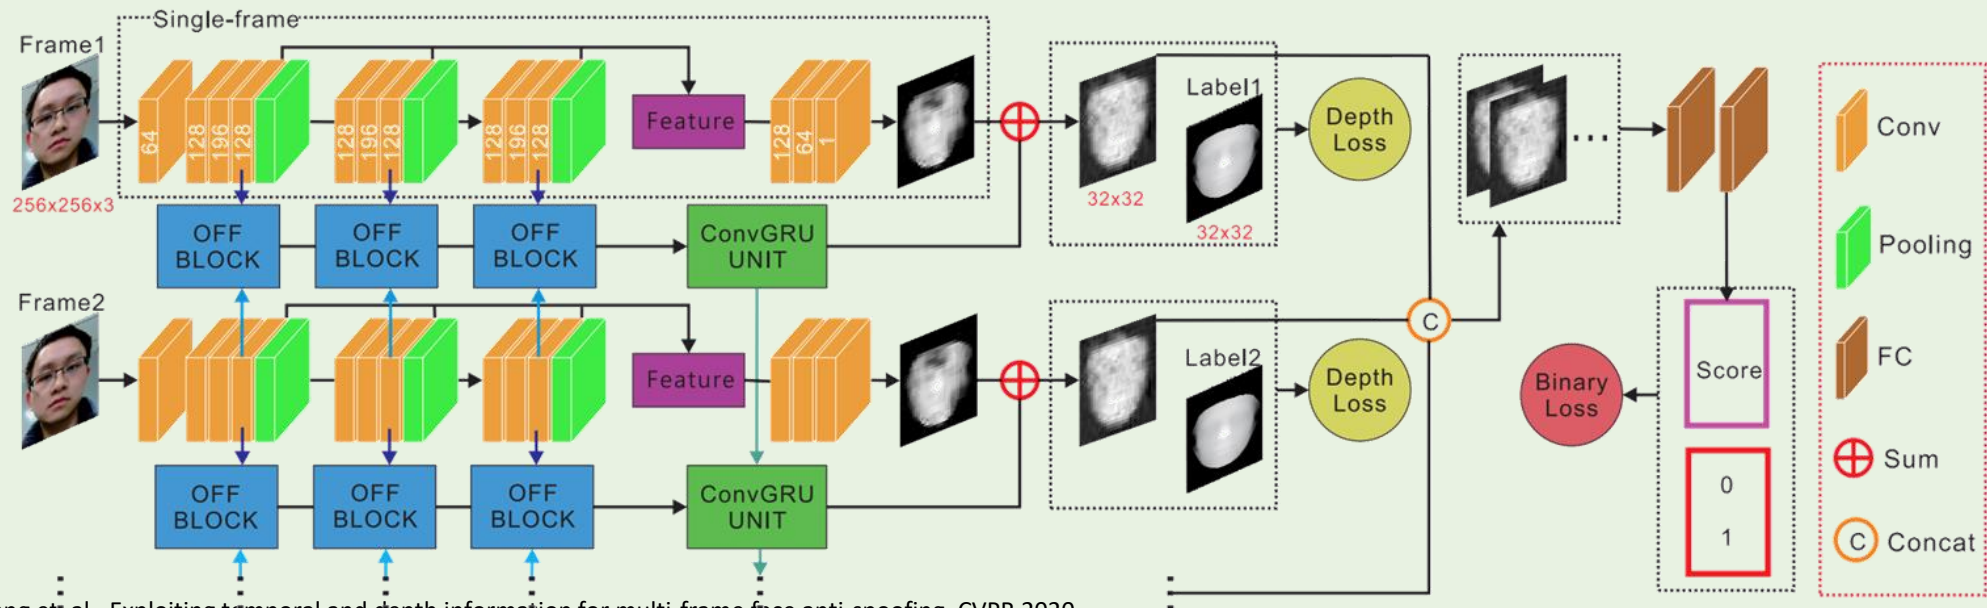 Single-frame
Frame1
64
128
196
128
128
196
128
128
196
128
Feature
128
64
1
256x256x3
OFF
BLOCK
OFF
BLOCK
OFF
BLOCK
ConvGRU
UNIT
32x32
Label1
32x32
Depth
Loss
...
Frame2
Feature
OFF
BLOCK
OFF
BLOCK
OFF
BLOCK
ConvGRU
UNIT
Label2
Depth
Loss
C
Binary
Loss
Score
0
1
Conv
Pooling
FC
Sum
C Concat
et. al., Exploiting temporal and depth information for multi-frame face anti-spoofing, CVPR 2020